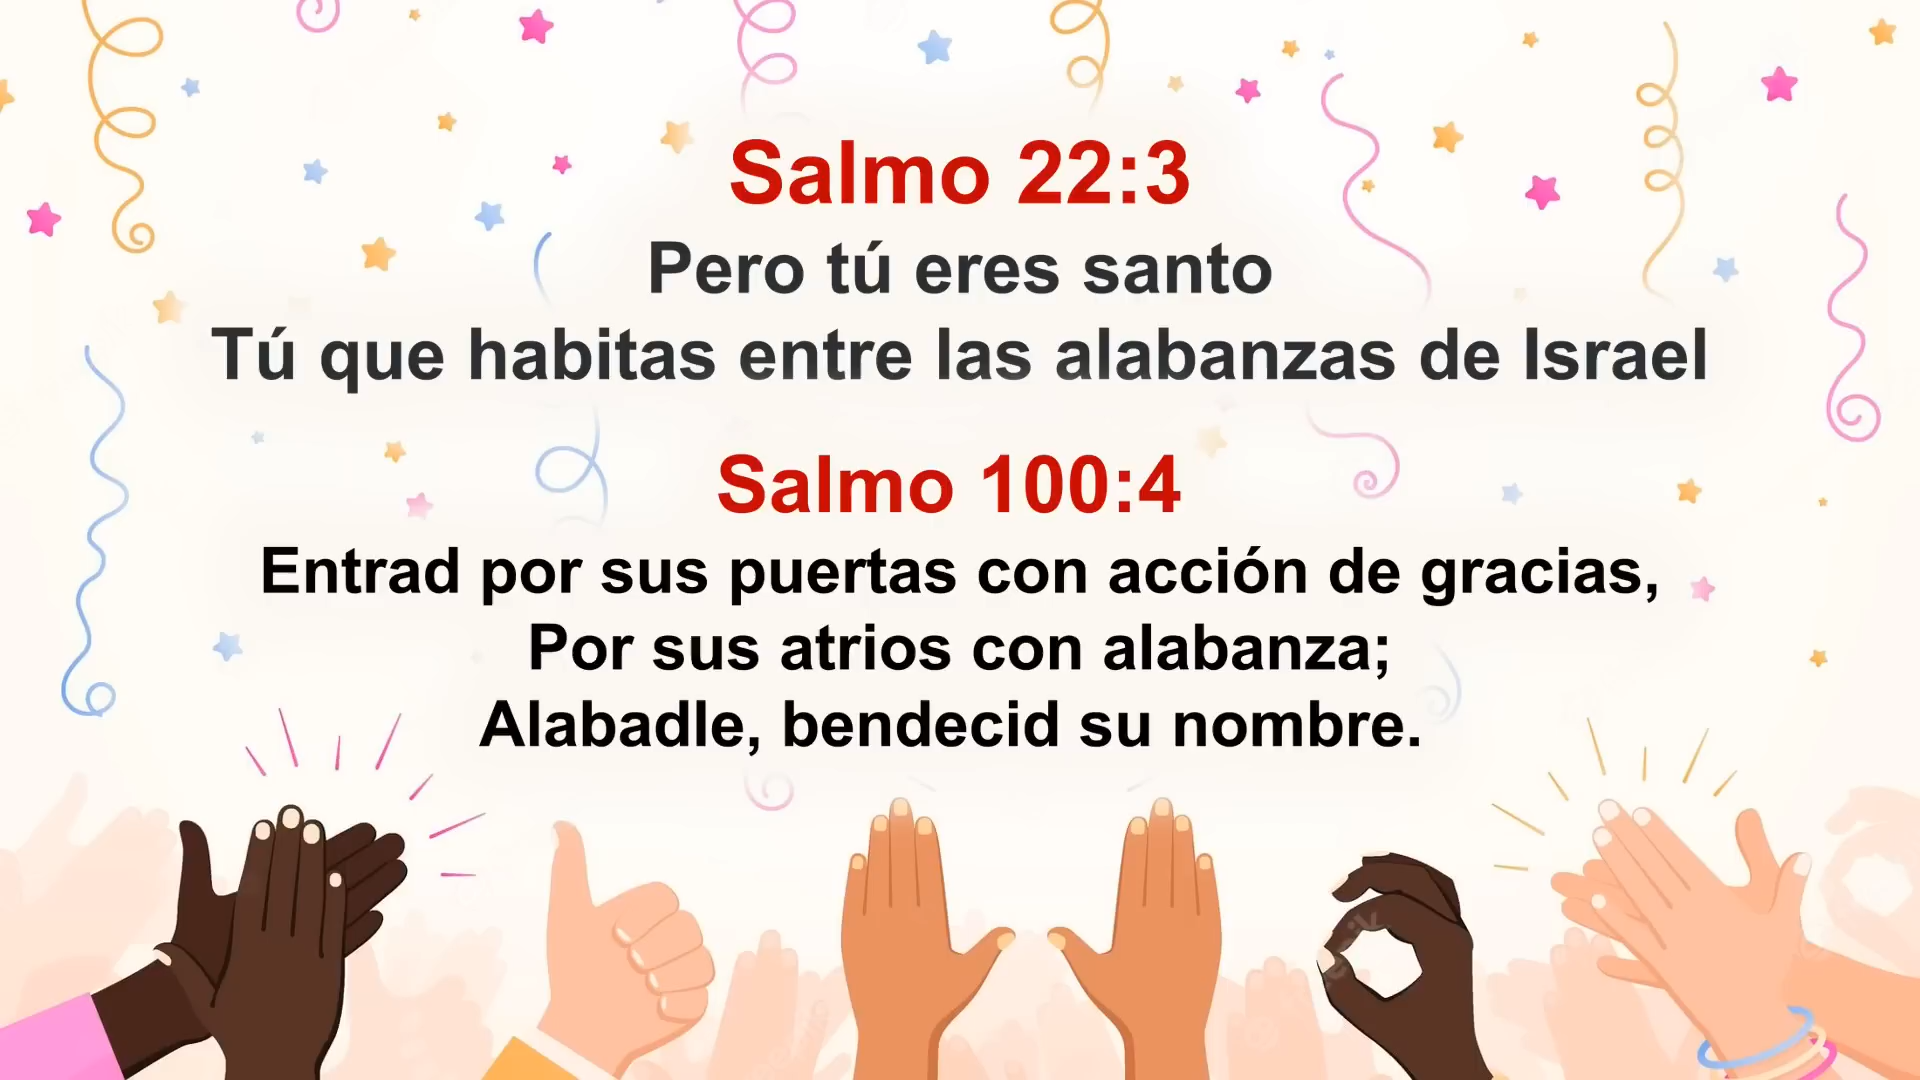 Salmo 22:3
Pero tú eres santo
Tú que habitas entre las alabanzas de Israel
Salmo 100:4
Entrad por sus puertas con acción de gracias,
Por sus atrios con alabanza;
Alabadle, bendecid su nombre.